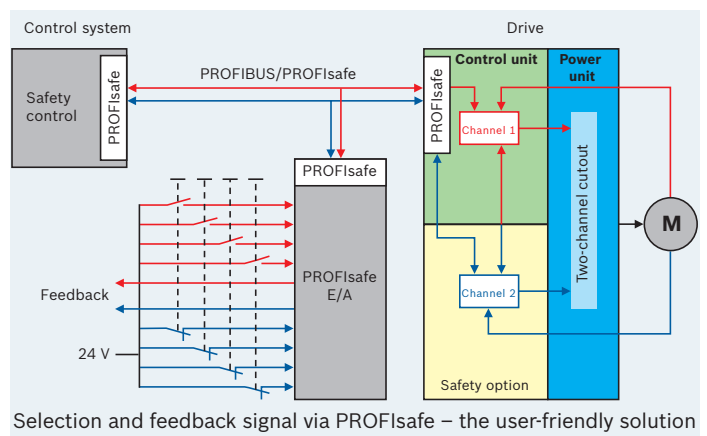 Control system
Drive
Safety
control
PROFIsafe
PROFIBUS/PROFIsafe
PROFIsafe
Control unit
Power
unit
Channel 1
Two-channel cutout
M
PROFIsafe
PROFIsafe
E/A
Feedback
24 V
Channel 2
Safety option
Selection and feedback signal via PROFIsafe – the user-friendly solution